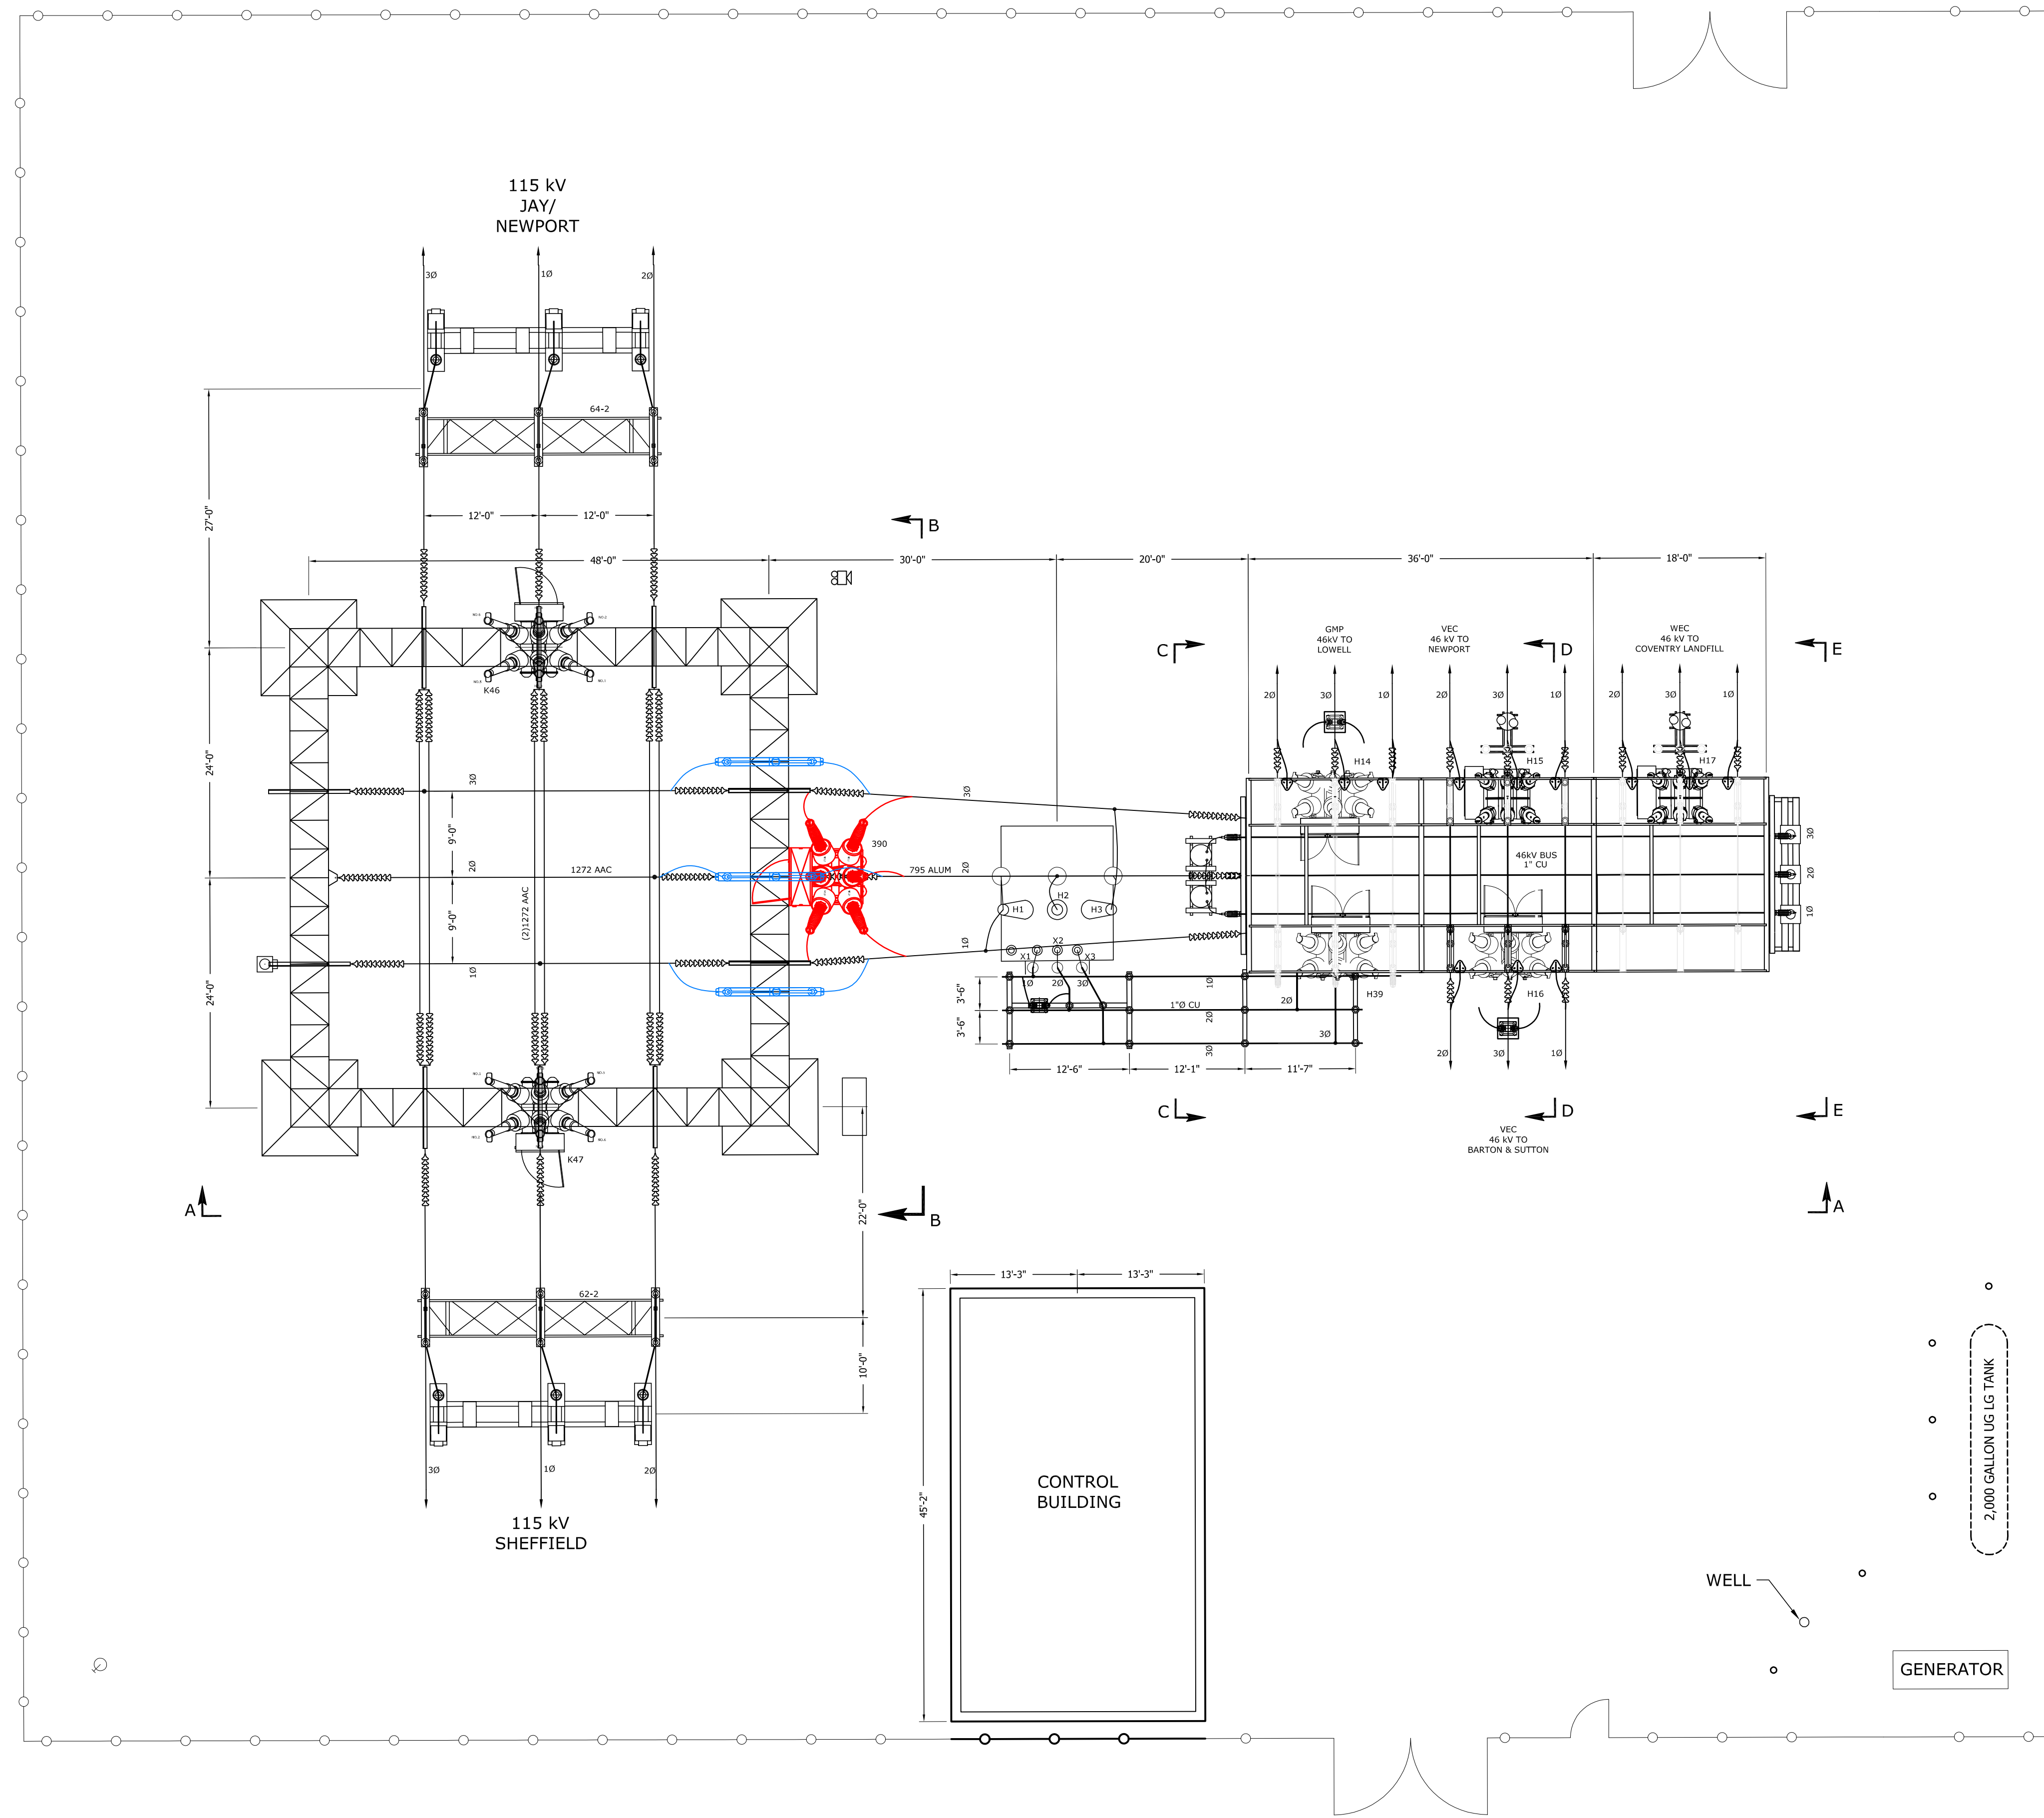 115 kV
JAY/
NEWPORT
3Ø
1Ø
2Ø
64-2
27'-0"
12'-0"
12'-0"
B
48'-0"
30'-0"
20'-0"
36'-0"
18'-0"
NO.2
K46
GMP
46kV TO
LOWELL
VEC
46 kV TO
NEWPORT
WEC
46 kV TO
COVENTRY LANDFILL
C
D
E
2Ø
3Ø
1Ø
2Ø
3Ø
1Ø
2Ø
3Ø
1Ø
H14
H15
H17
24'-0"
3Ø
9'-0"
2Ø
1272 AAC
9'-0"
(2)1272 AAC
1Ø
24'-0"
390
795 ALUM
3Ø
2Ø
1Ø
H1
H2
H3
X1
X2
X3
1Ø
2Ø
3Ø
46kV BUS
1" CU
3Ø
2Ø
1Ø
3'-6"
3'-6"
1"Ø CU
1Ø
2Ø
3Ø
2Ø
3Ø
H39
H16
2Ø
3Ø
1Ø
12'-6"
12'-1"
11'-7"
C
D
E
VEC
46 kV TO
BARTON & SUTTON
K47
A
B
A
22'-0"
62-2
10'-0"
13'-3"
13'-3"
45'-2"
3Ø
1Ø
2Ø
115 kV
SHEFFIELD
CONTROL
BUILDING
2,000 GALLON UG LG TANK
WELL
GENERATOR